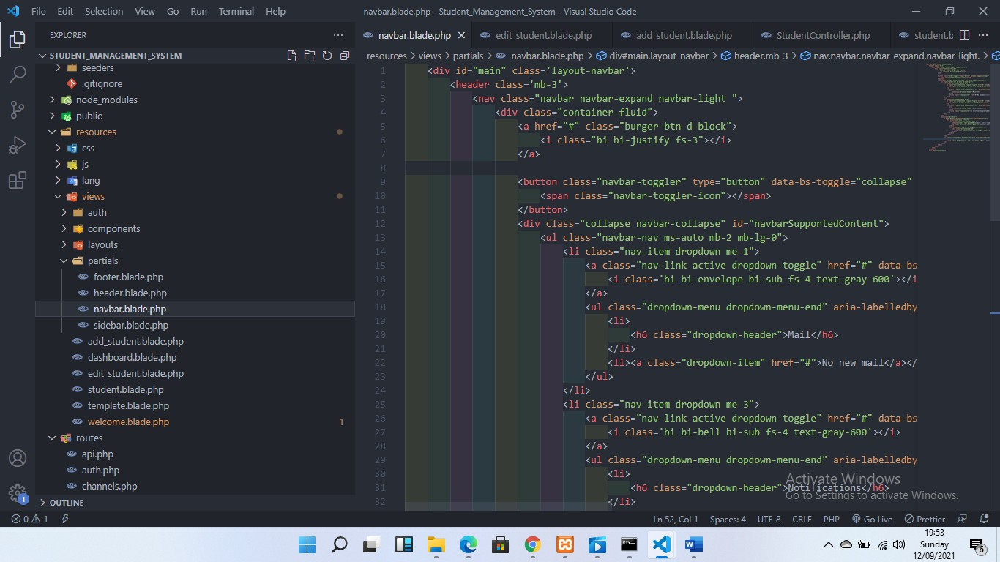 File Edit Selection View Go Run Terminal Help navbar.blade.php - Student_Management_System - Visual Studio Code
EXPLORER
STUDENT_MANAGEMENT_SYSTEM
seeders
.gitignore
node_modules
public
resources
css
js
lang
views
auth
components
layouts
partials
footer.blade.php
header.blade.php
navbar.blade.php
sidebar.blade.php
add_student.blade.php
dashboard.blade.php
edit_student.blade.php
student.blade.php
template.blade.php
welcome.blade.php 1
routes
api.php
auth.php
channels.php
OUTLINE
navbar.blade.php edit_student.blade.php add_student.blade.php StudentController.php student.b
resources > views > partials > navbar.blade.php > div#main.layout-navbar > header.mb-3 > nav.navbar.navbar-expand.navbar-light. >
1 <div id="main" class='layout-navbar'>
2 <header class='mb-3'>
3 <nav class="navbar navbar-expand navbar-light ">
4 <div class="container-fluid">
5 <a href="#" class="burger-btn d-block">
6 <i class="bi bi-justify fs-3"></i>
7 </a>
8
9 <button class="navbar-toggler" type="button" data-bs-toggle="collapse"
10 <span class="navbar-toggler-icon"></span>
11 </button>
12 <div class="collapse navbar-collapse" id="navbarSupportedContent">
13 <ul class="navbar-nav ms-auto mb-2 mb-lg-0">
14 <li class="nav-item dropdown me-1">
15 <a class="nav-link active dropdown-toggle" href="#" data-bs
16 <i class='bi bi-envelope bi-sub fs-4 text-gray-600'></i
17 </a>
18 <ul class="dropdown-menu dropdown-menu-end" aria-labelledby
19 <li>
20 <h6 class="dropdown-header">Mail</h6>
21 </li>
22 <li><a class="dropdown-item" href="#">No new mail</a></
23 </ul>
24 </li>
25 <li class="nav-item dropdown me-3">
26 <a class="nav-link active dropdown-toggle" href="#" data-bs
27 <i class='bi bi-bell bi-sub fs-4 text-gray-600'></i>
28 </a>
29 <ul class="dropdown-menu dropdown-menu-end" aria-labelledby
30 <li>
31 <h6 class="dropdown-header">Notifications</h6>
32 </li>
Activate Windows
Go to Settings to activate Windows.
1
0 1 Ln 52, Col 1 Spaces: 4 UTF-8 CRLF PHP Go Live Prettier
19:53
Sunday
12/09/2021
6